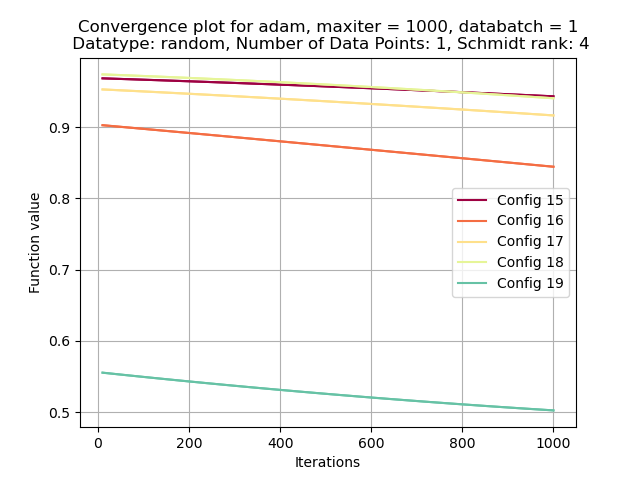 Convergence plot for adam, maxiter = 1000, databatch = 1
Datatype: random, Number of Data Points: 1, Schmidt rank: 4
Function value
0.9
0.8
0.7
0.6
0.5
Config 15
Config 16
Config 17
Config 18
Config 19
0 200 400 600 800 1000
Iterations